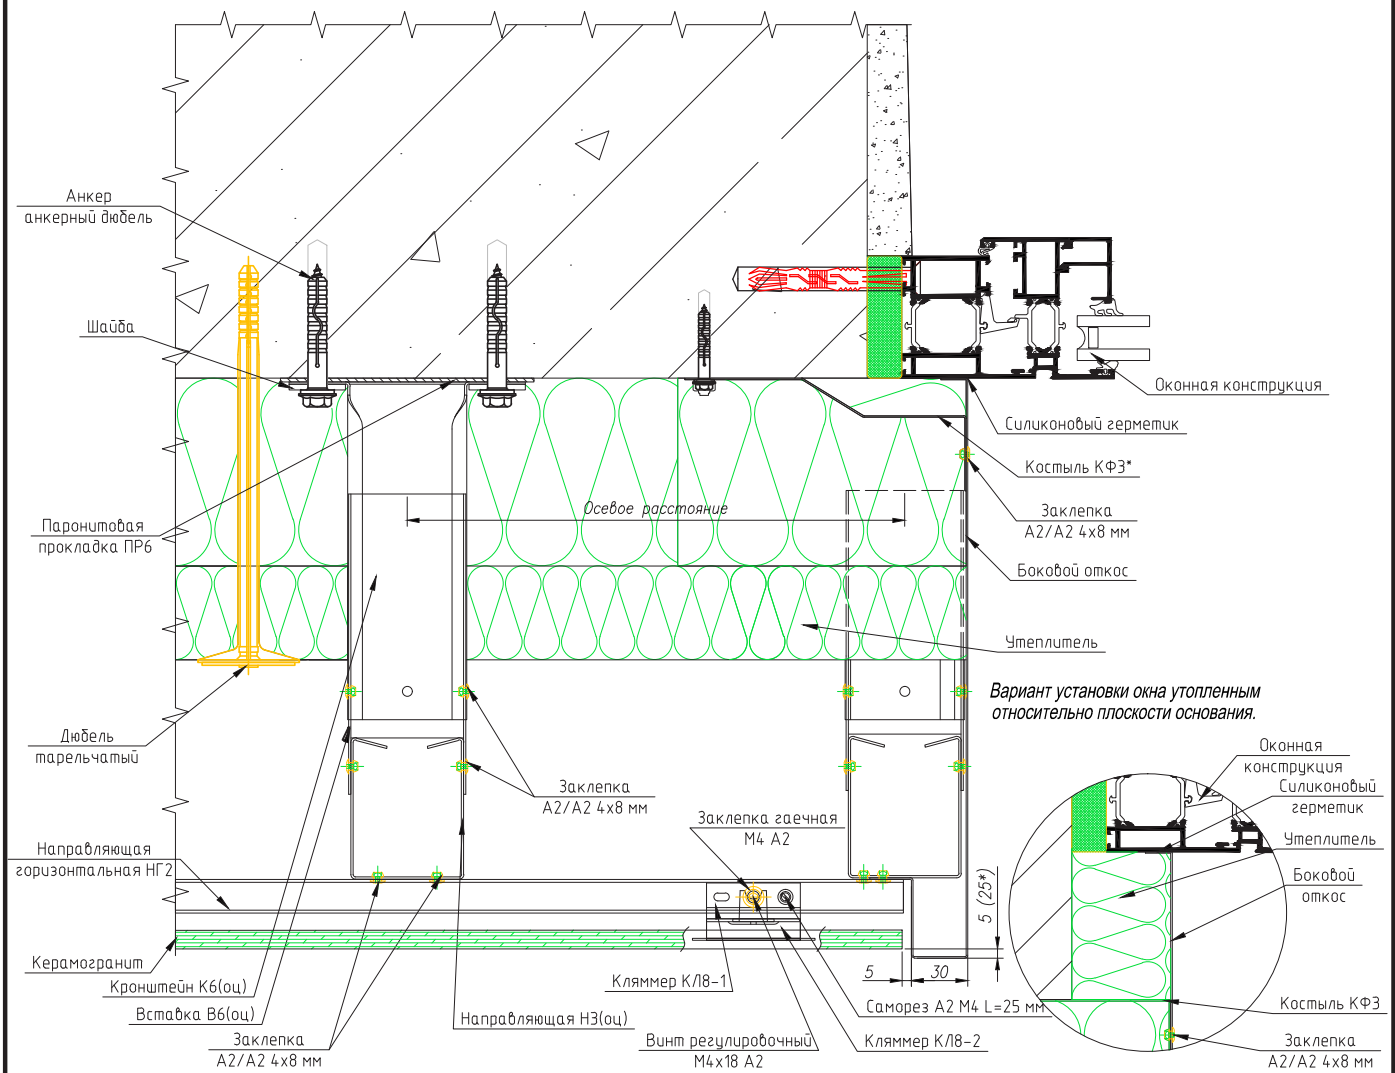 Анкер
анкерный дюбель
Шайба
Оконная конструкция
Силиконовый герметик
Костыль КФ3*
Осевое расстояние
Заклепка
А2/А2 4х8 мм
Паронитовая
прокладка ПР6
Боковой откос
Утеплитель
Вариант установки окна утопленным
относительно плоскости основания.
Дюбель
тарельчатый
Оконная
конструкция
Силиконовый
герметик
Заклепка
А2/А2 4х8 мм
Заклепка гаечная
М4 А2
Утеплитель
Направляющая
горизонтальная НГ2
Боковой
откос
5 (25*)
Керамогранит
5
30
Кронштейн К6(оц)
Кляммер КЛ8-1
Вставка В6(оц)
Направляющая Н3(оц)
Саморез А2 М4 L=25 мм
Костыль КФ3
Заклепка
А2/А2 4х8 мм
Винт регулировочный
М4х18 А2
Кляммер КЛ8-2
Заклепка
А2/А2 4х8 мм